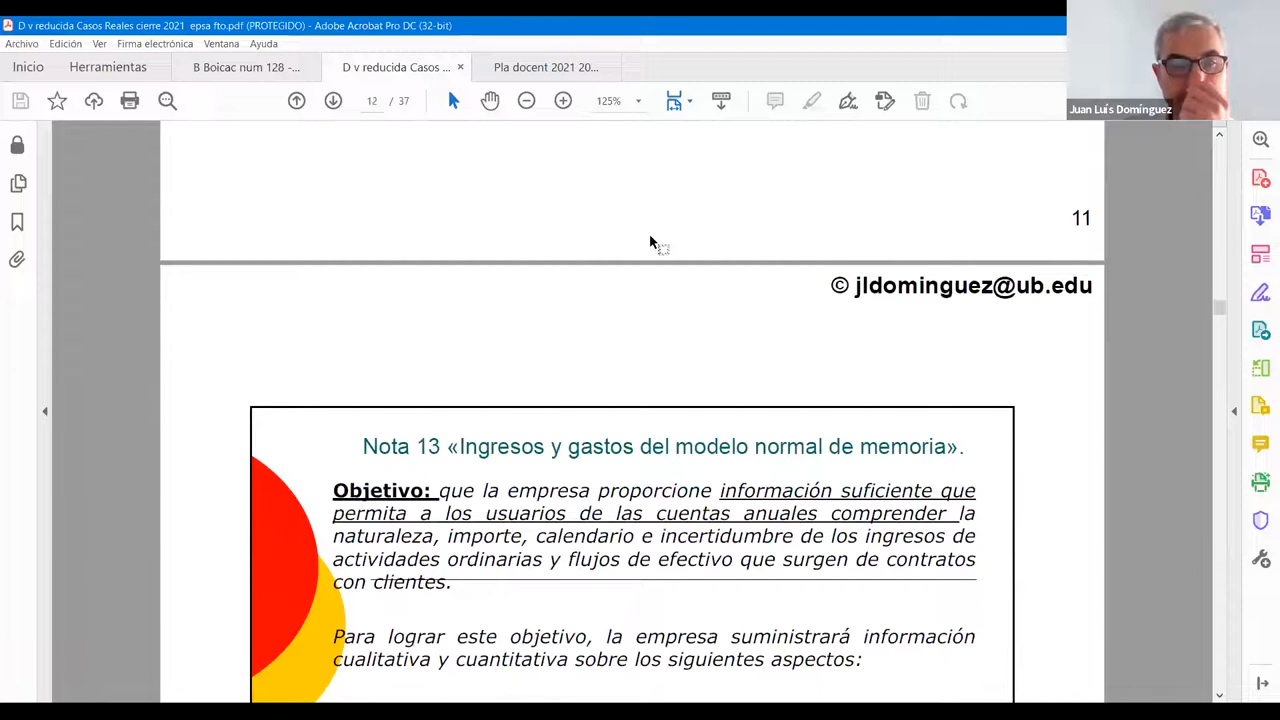 D v reducida Casos Reales cierre 2021 epsa fto.pdf (PROTEGIDO) - Adobe Acrobat Pro DC (32-bit)
Archivo Edición Ver Firma electrónica Ventana Ayuda
Inicio Herramientas B Boicac num 128 -... D v reducida Casos ... × Pla docent 2021 20...
12 / 37 125%
Juan Luís Domínguez
11
© jldominguez@ub.edu
Nota 13 «Ingresos y gastos del modelo normal de memoria».
Objetivo: que la empresa proporcione información suficiente que
permita a los usuarios de las cuentas anuales comprender la
naturaleza, importe, calendario e incertidumbre de los ingresos de
actividades ordinarias y flujos de efectivo que surgen de contratos
con clientes.
Para lograr este objetivo, la empresa suministrará información
cualitativa y cuantitativa sobre los siguientes aspectos: